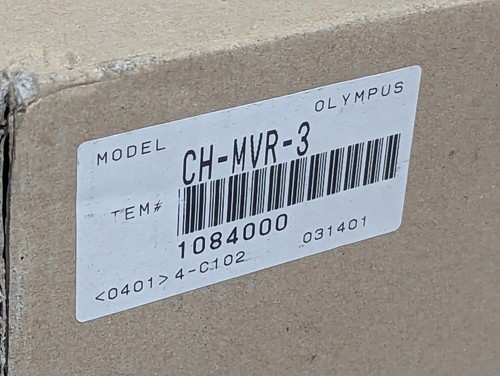 MODEL CH-MVR-3 OLYMPUS
TEM# 1084000
<0401> 4-C102 031401